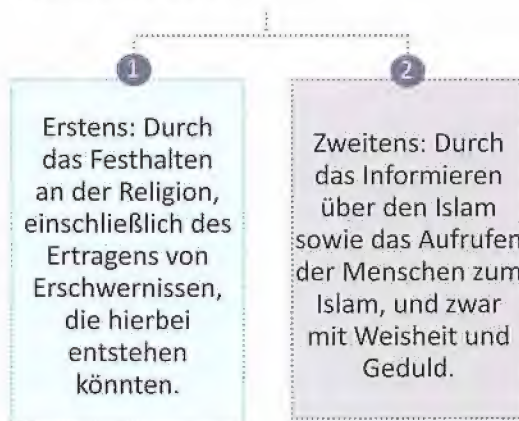 1
Erstens: Durch
das Festhalten
an der Religion,
einschließlich des
Ertragens von
Erschwernissen,
die hierbei
entstehen
könnten.
2
Zweitens: Durch
das Informieren
über den Islam
sowie das Aufrufen
der Menschen zum
Islam, und zwar
mit Weisheit und
Geduld.